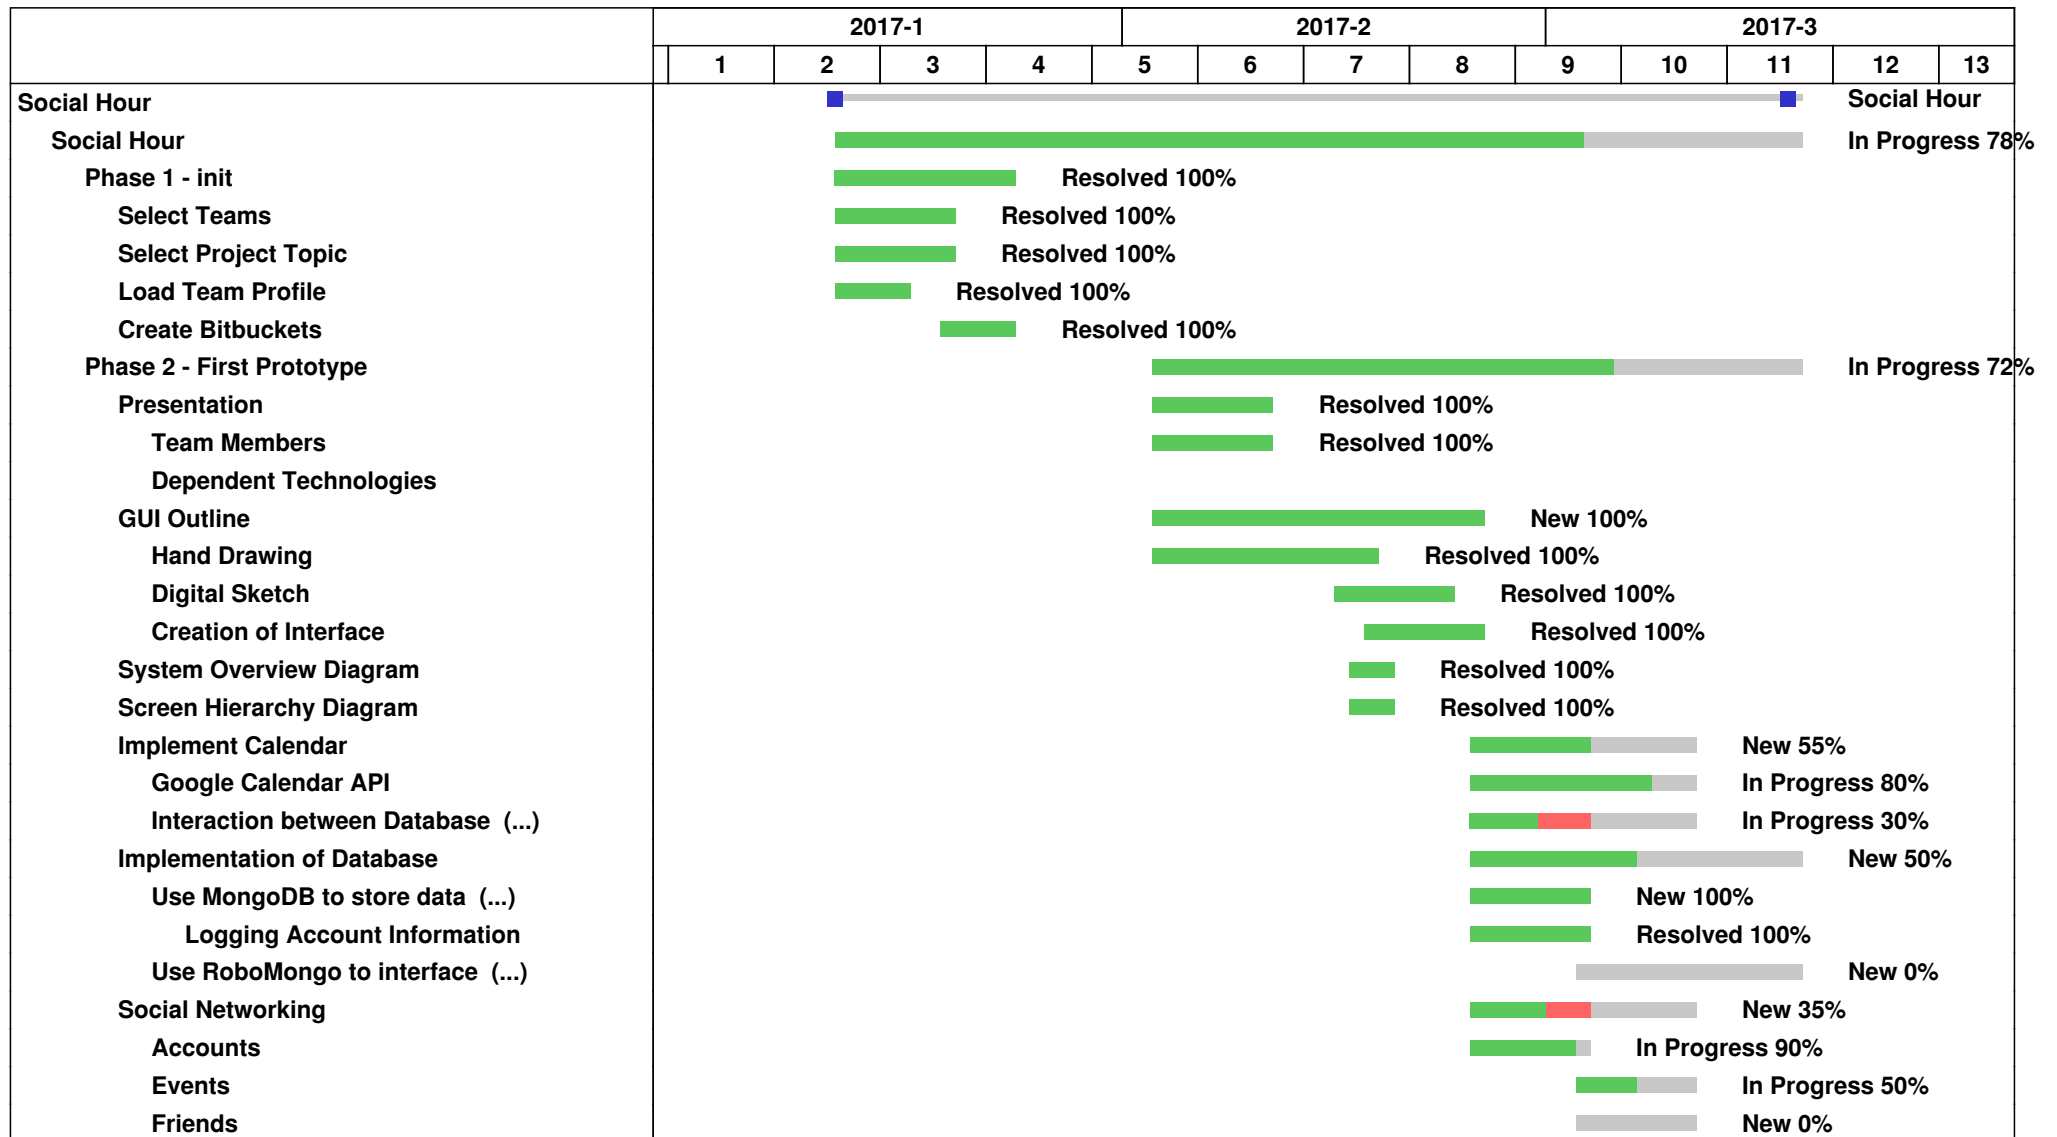 2017-1 2017-2 2017-3
1 2 3 4 5 6 7 8 9 10 11 12 13
Social Hour Social Hour
Social Hour In Progress 78%
Phase 1 - init Resolved 100%
Select Teams Resolved 100%
Select Project Topic Resolved 100%
Load Team Profile Resolved 100%
Create Bitbuckets Resolved 100%
Phase 2 - First Prototype In Progress 72%
Presentation Resolved 100%
Team Members Resolved 100%
Dependent Technologies
GUI Outline New 100%
Hand Drawing Resolved 100%
Digital Sketch Resolved 100%
Creation of Interface Resolved 100%
System Overview Diagram Resolved 100%
Screen Hierarchy Diagram Resolved 100%
Implement Calendar New 55%
Google Calendar API In Progress 80%
Interaction between Database (...) In Progress 30%
Implementation of Database New 50%
Use MongoDB to store data (...) New 100%
Logging Account Information Resolved 100%
Use RoboMongo to interface (...) New 0%
Social Networking New 35%
Accounts In Progress 90%
Events In Progress 50%
Friends New 0%